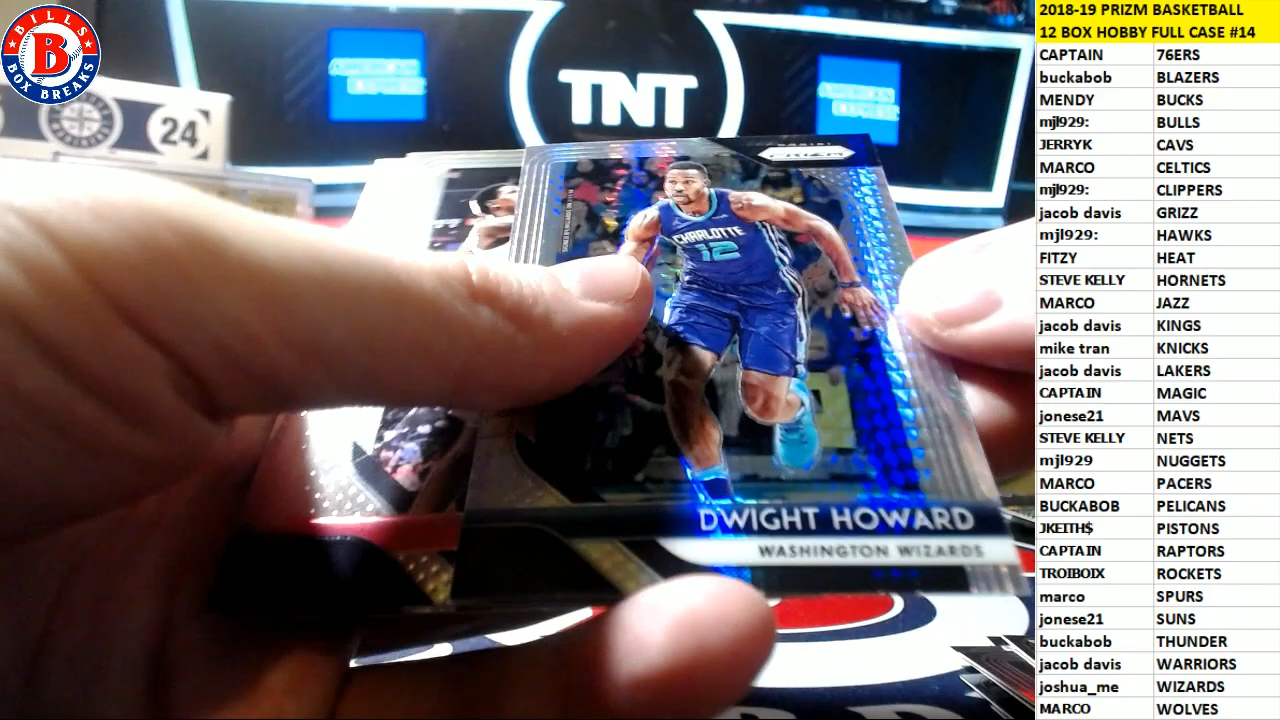 BILLS
B
BOX BREAKS
24
AMERICAN EXPRESS
TNT
AMERICAN EXPRESS
PRIZM
CHARLOTTE
12
DWIGHT HOWARD
WASHINGTON WIZARDS
2018-19 PRIZM BASKETBALL
12 BOX HOBBY FULL CASE #14
CAPTAIN 76ERS
buckabob BLAZERS
MENDY BUCKS
mjl929: BULLS
JERRYK CAVS
MARCO CELTICS
mjl929: CLIPPERS
jacob davis GRIZZ
mjl929: HAWKS
FITZY HEAT
STEVE KELLY HORNETS
MARCO JAZZ
jacob davis KINGS
mike tran KNICKS
jacob davis LAKERS
CAPTAIN MAGIC
jonese21 MAVS
STEVE KELLY NETS
mjl929 NUGGETS
MARCO PACERS
BUCKABOB PELICANS
JKEITH$ PISTONS
CAPTAIN RAPTORS
TROIBOIX ROCKETS
marco SPURS
jonese21 SUNS
buckabob THUNDER
jacob davis WARRIORS
joshua_me WIZARDS
MARCO WOLVES